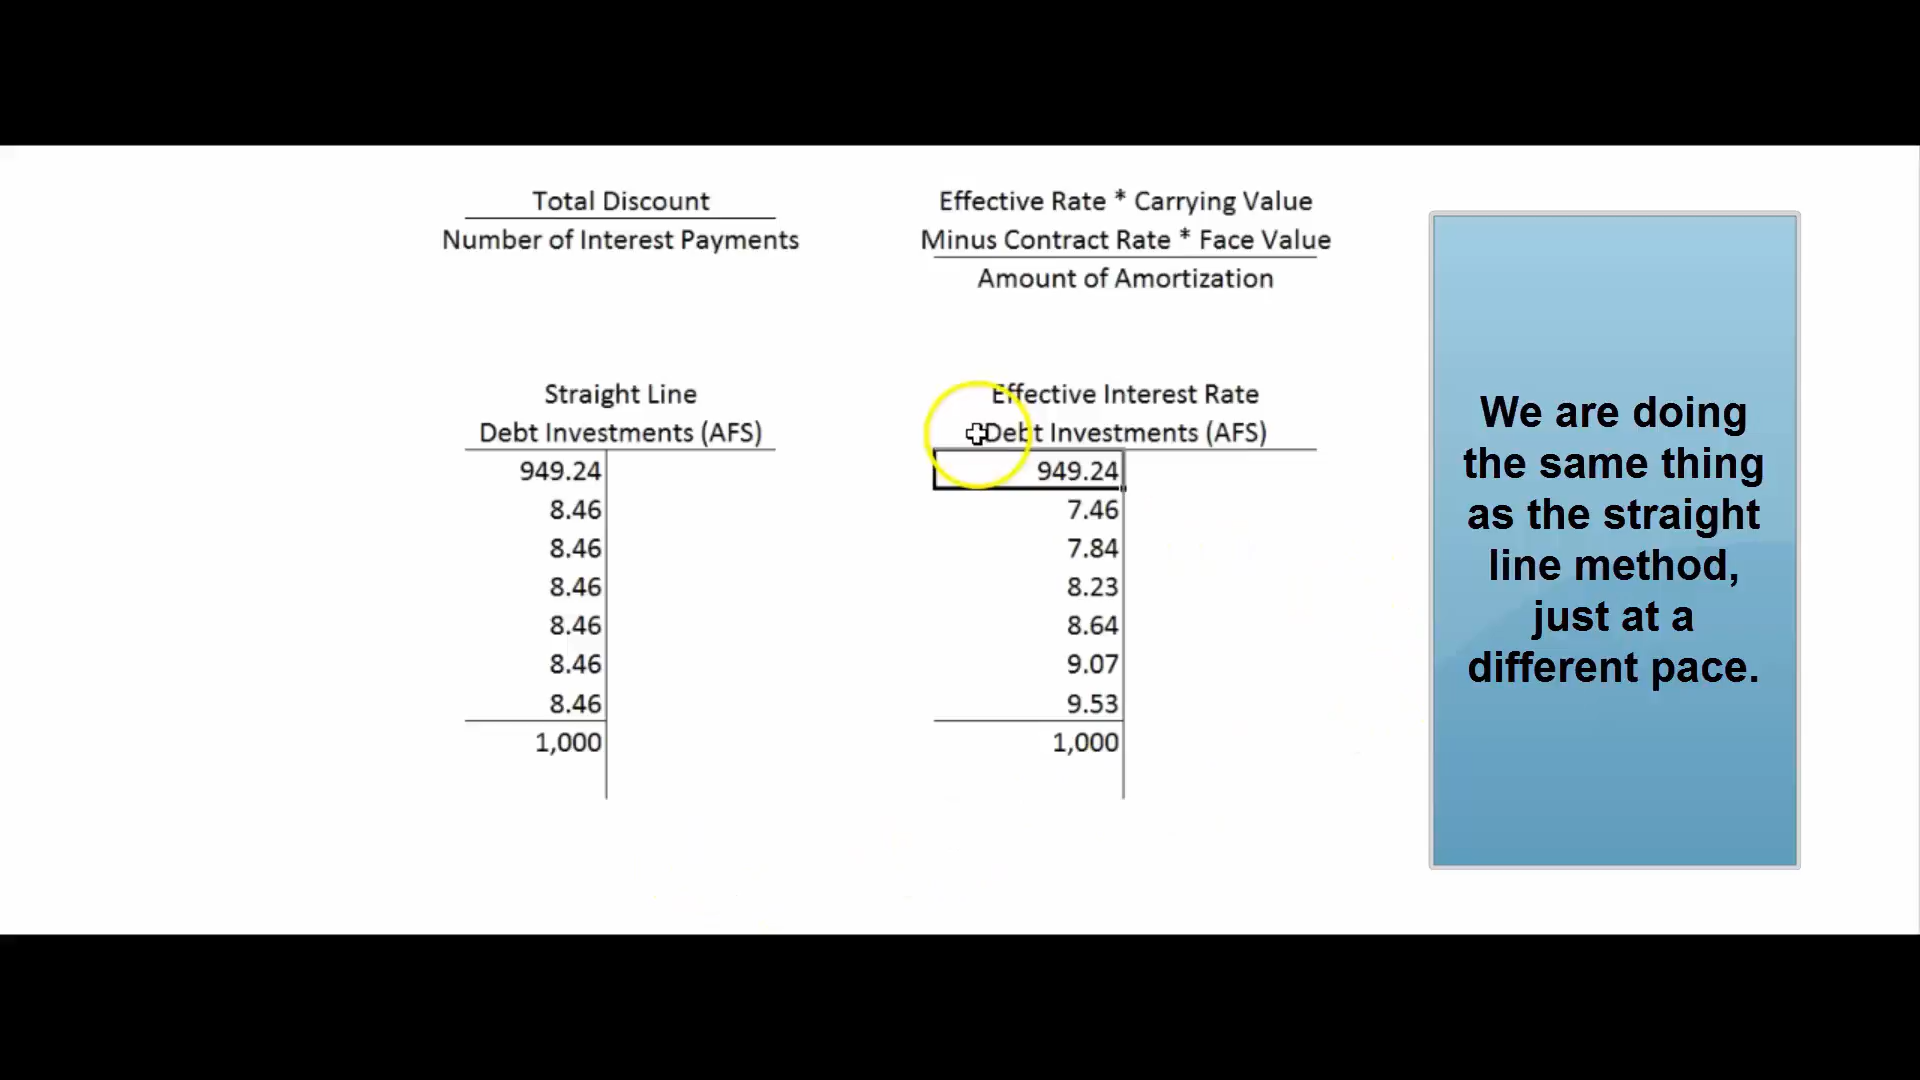 Total Discount
Number of Interest Payments
Effective Rate * Carrying Value
Minus Contract Rate * Face Value
Amount of Amortization
Straight Line
Debt Investments (AFS)
949.24
8.46
8.46
8.46
8.46
8.46
8.46
1,000
Effective Interest Rate
Debt Investments (AFS)
949.24
7.46
7.84
8.23
8.64
9.07
9.53
1,000
We are doing
the same thing
as the straight
line method,
just at a
different pace.